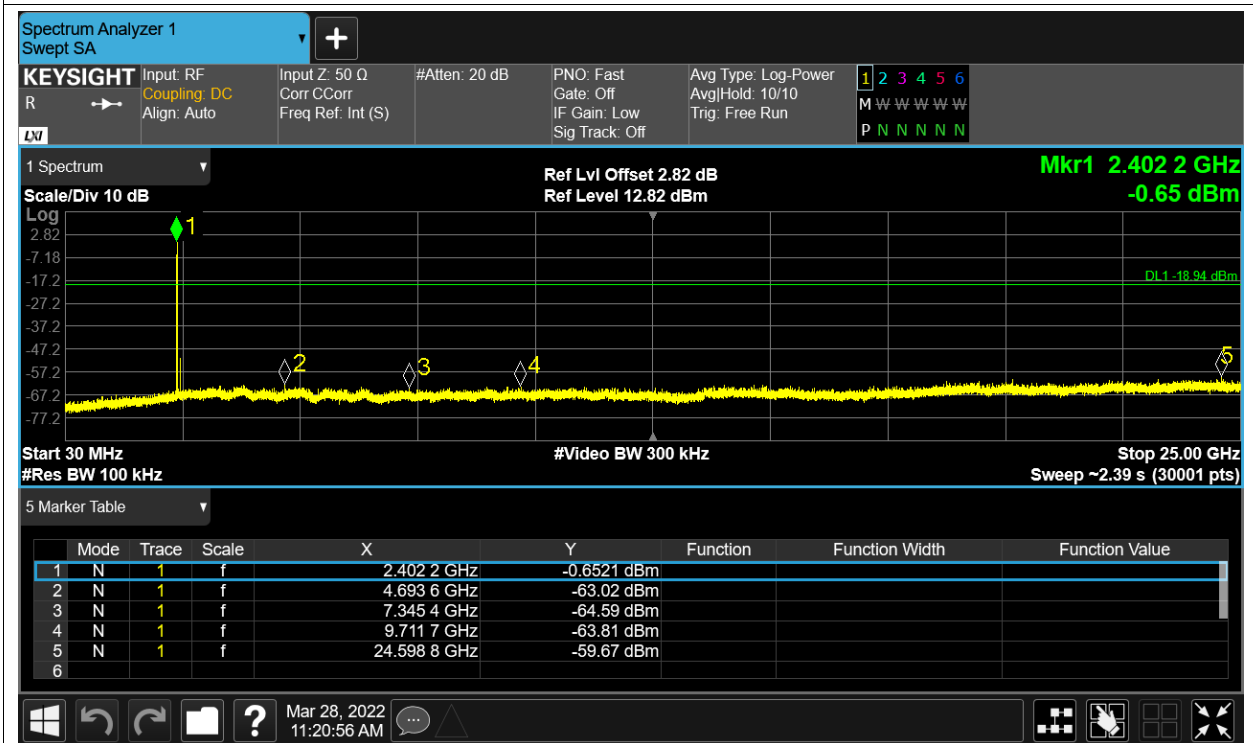 Spectrum Analyzer 1
Swept SA
KEYSIGHT
R
LXI
Input: RF
Coupling: DC
Align: Auto
Input Z: 50 Ω
Corr CCorr
Freq Ref: Int (S)
#Atten: 20 dB
PNO: Fast
Gate: Off
IF Gain: Low
Sig Track: Off
Avg Type: Log-Power
Avg|Hold: 10/10
Trig: Free Run
1 2 3 4 5 6
M W W W W W
P N N N N N
1 Spectrum
Scale/Div 10 dB
Ref Lvl Offset 2.82 dB
Ref Level 12.82 dBm
Mkr1 2.402 2 GHz
-0.65 dBm
Log
2.82
-7.18
-17.2
-27.2
-37.2
-47.2
-57.2
-67.2
-77.2
1
DL1 -18.94 dBm
2
3
4
5
Start 30 MHz
#Video BW 300 kHz
Stop 25.00 GHz
#Res BW 100 kHz
Sweep ~2.39 s (30001 pts)
5 Marker Table
Mode Trace Scale X Y Function Function Width Function Value
1 N 1 f 2.402 2 GHz -0.6521 dBm
2 N 1 f 4.693 6 GHz -63.02 dBm
3 N 1 f 7.345 4 GHz -64.59 dBm
4 N 1 f 9.711 7 GHz -63.81 dBm
5 N 1 f 24.598 8 GHz -59.67 dBm
6
?
Mar 28, 2022
11:20:56 AM